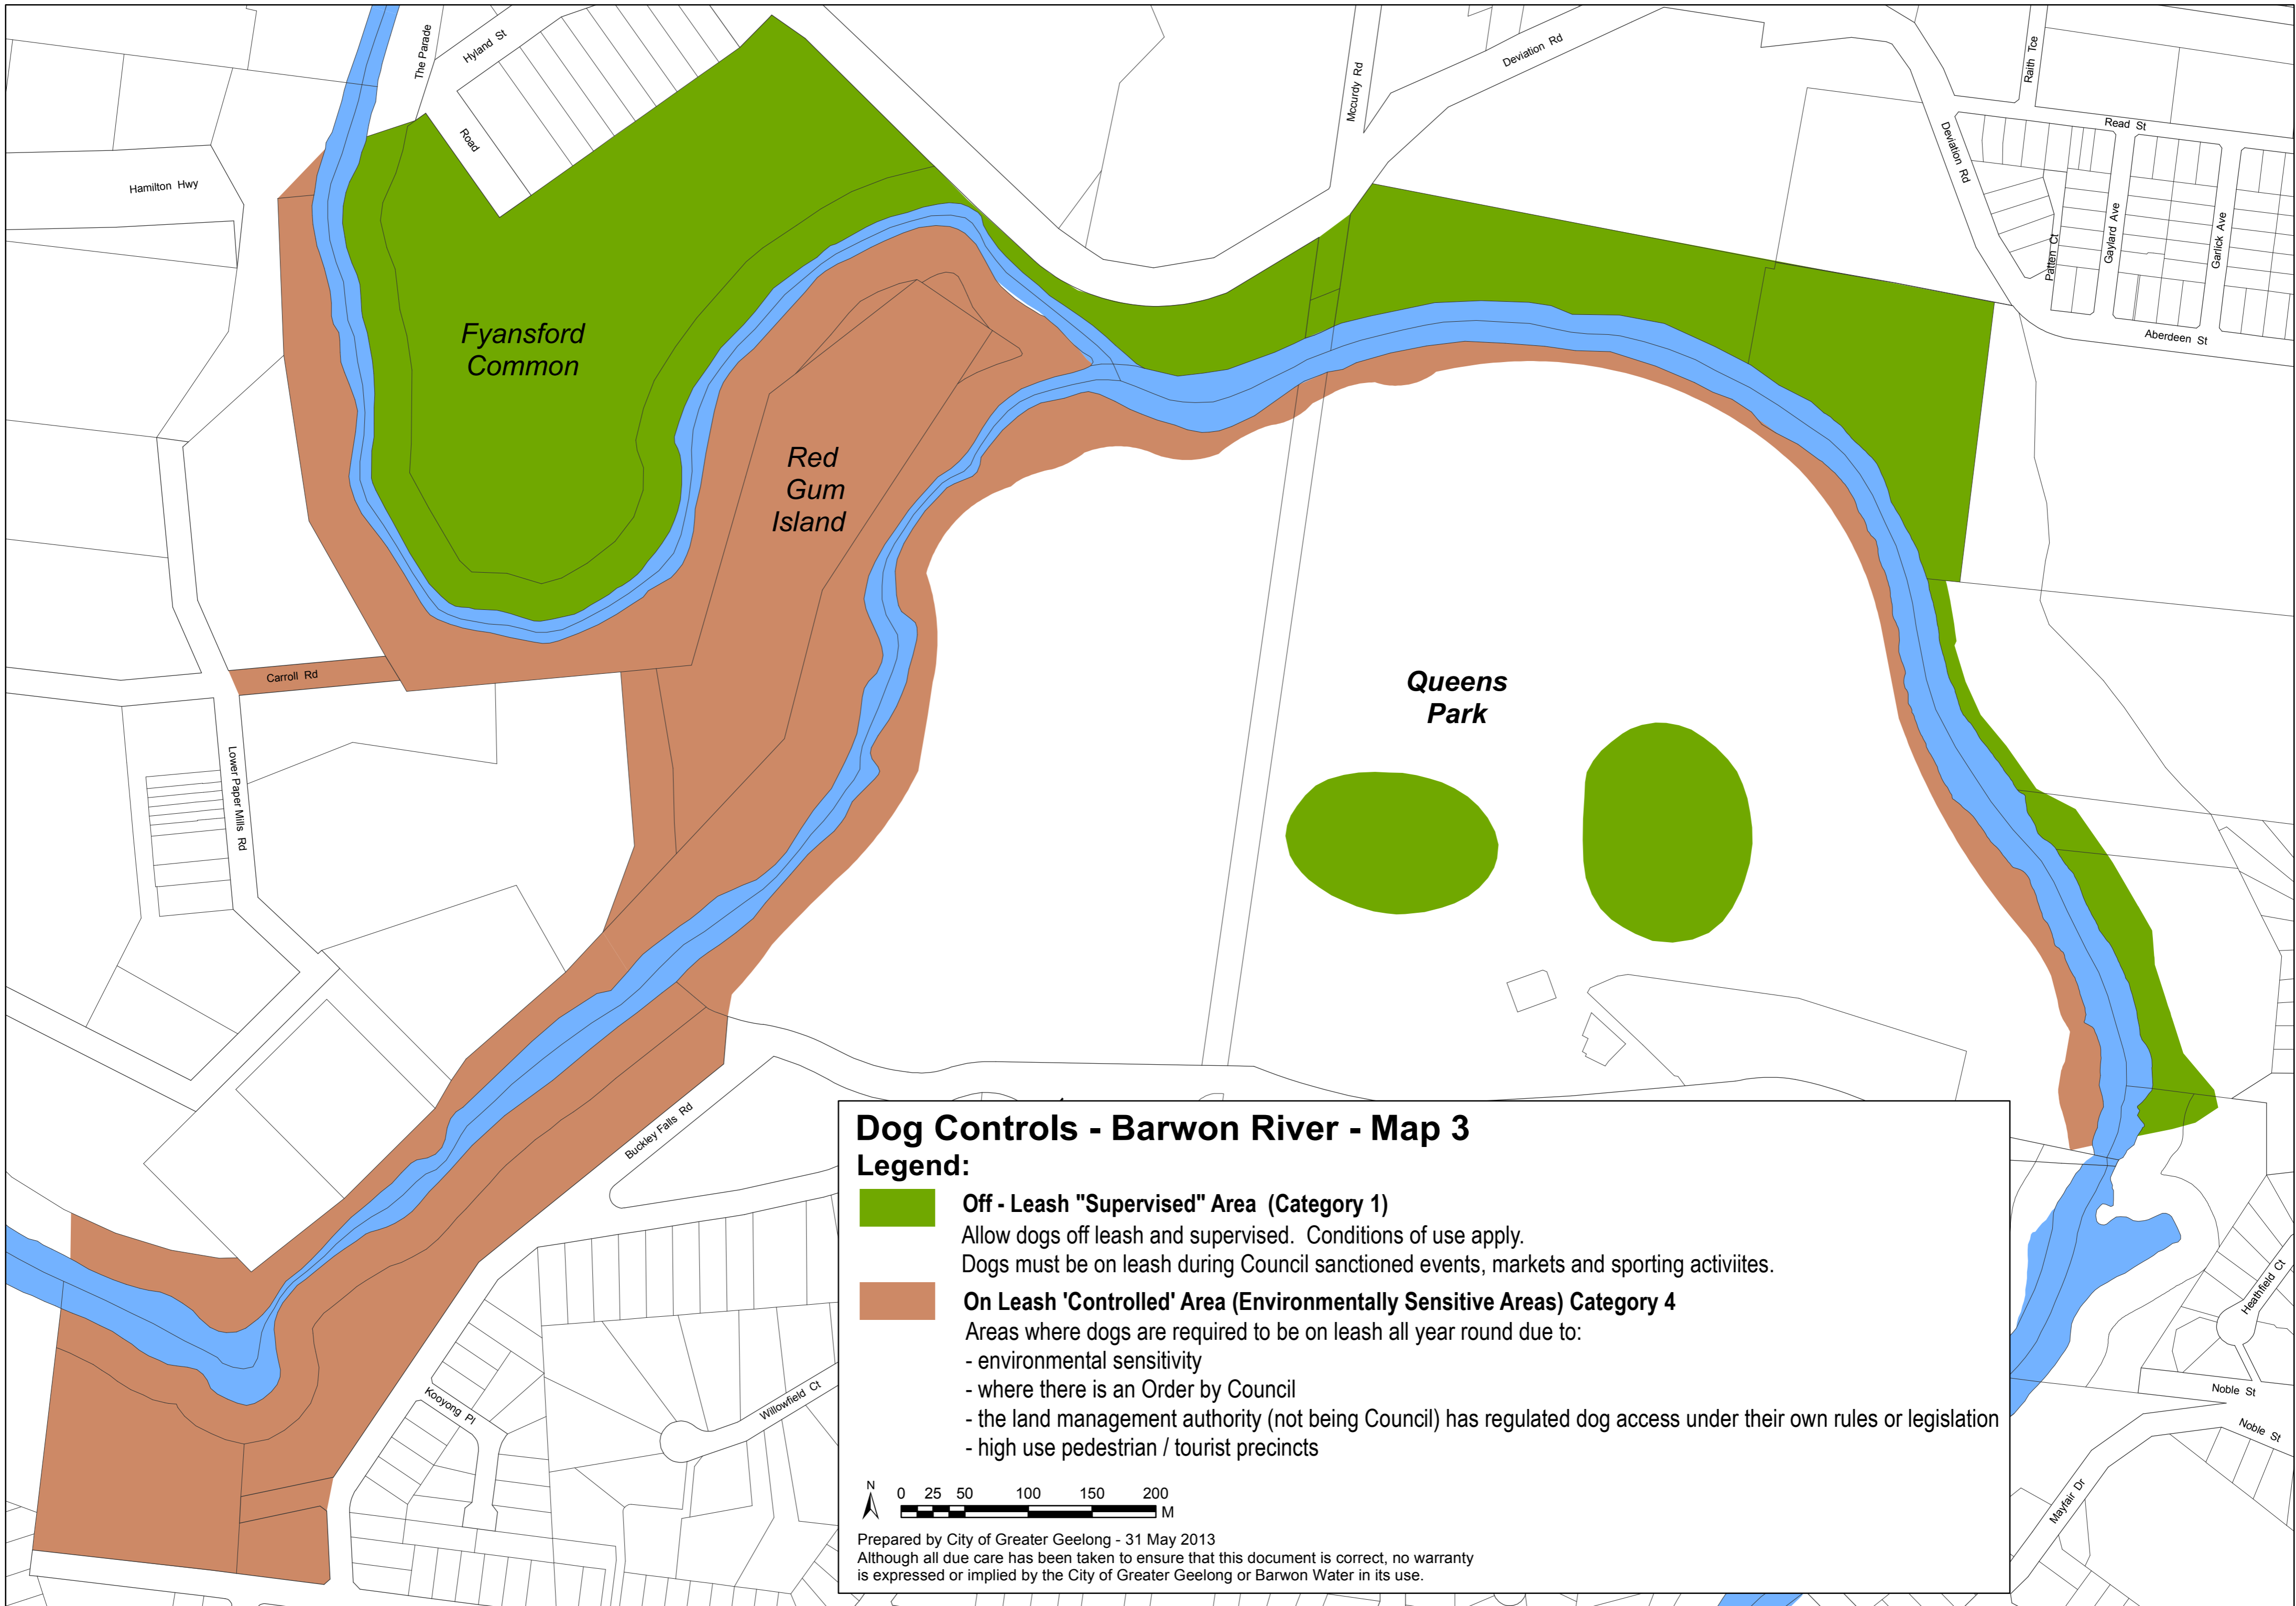 The Parade
Hyland St
Road
Hamilton Hwy
Mccurdy Rd
Deviation Rd
Raith Tce
Read St
Deviation Rd
Patten Ct
Gaylard Ave
Garlick Ave
Aberdeen St
Fyansford
Common
Red
Gum
Island
Carroll Rd
Lower Paper Mills Rd
Queens
Park
Buckley Falls Rd
Kooyong Pl
Willowfield Ct
Heathfield Ct
Noble St
Noble St
Mayfair Dr
Dog Controls - Barwon River - Map 3
Legend:
Off - Leash "Supervised" Area (Category 1)
Allow dogs off leash and supervised. Conditions of use apply.
Dogs must be on leash during Council sanctioned events, markets and sporting activiites.
On Leash 'Controlled' Area (Environmentally Sensitive Areas) Category 4
Areas where dogs are required to be on leash all year round due to:
- environmental sensitivity
- where there is an Order by Council
- the land management authority (not being Council) has regulated dog access under their own rules or legislation
- high use pedestrian / tourist precincts
N
0 25 50 100 150 200
M
Prepared by City of Greater Geelong - 31 May 2013
Although all due care has been taken to ensure that this document is correct, no warranty
is expressed or implied by the City of Greater Geelong or Barwon Water in its use.